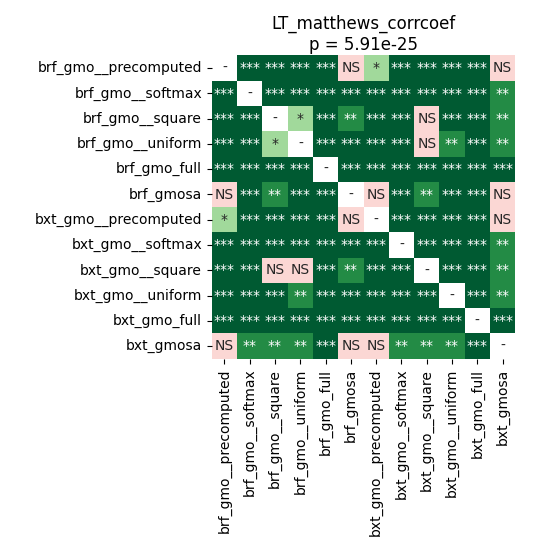 LT_matthews_corrcoef
p = 5.91e-25
brf_gmo__precomputed - *** *** *** *** NS * *** *** *** *** NS
brf_gmo__softmax *** - *** *** *** *** *** *** *** *** *** **
brf_gmo__square *** *** - * *** ** *** *** NS *** *** **
brf_gmo__uniform *** *** * - *** *** *** *** NS ** *** **
brf_gmo_full *** *** *** *** - *** *** *** *** *** *** ***
brf_gmosa NS *** ** *** *** - NS *** ** *** *** NS
bxt_gmo__precomputed * *** *** *** *** NS - *** *** *** *** NS
bxt_gmo__softmax *** *** *** *** *** *** *** - *** *** *** **
bxt_gmo__square *** *** NS NS *** ** *** *** - *** *** **
bxt_gmo__uniform *** *** *** ** *** *** *** *** *** - *** **
bxt_gmo_full *** *** *** *** *** *** *** *** *** *** - ***
bxt_gmosa NS ** ** ** *** NS NS ** ** ** *** -
brf_gmo__precomputed
brf_gmo__softmax
brf_gmo__square
brf_gmo__uniform
brf_gmo_full
brf_gmosa
bxt_gmo__precomputed
bxt_gmo__softmax
bxt_gmo__square
bxt_gmo__uniform
bxt_gmo_full
bxt_gmosa